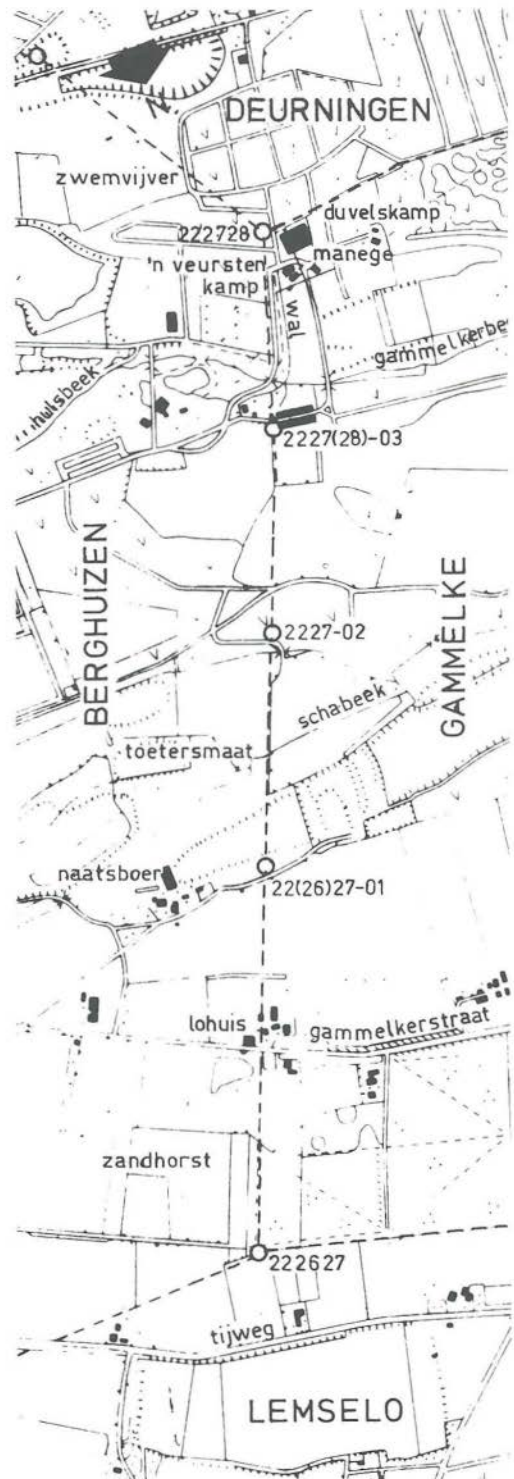 DEURNINGEN
zwemvijver
duvelskamp
222728
manege
'n veursten
kamp
wal
gammelkerbe
hulsbeek
2227(28)-03
BERGHUIZEN
GAMMELKE
2227-02
schabeek
toetersmaat
naatsboer
22(26)27-01
lohuis
gammelkerstraat
zandhorst
222627
tijweg
LEMSELO